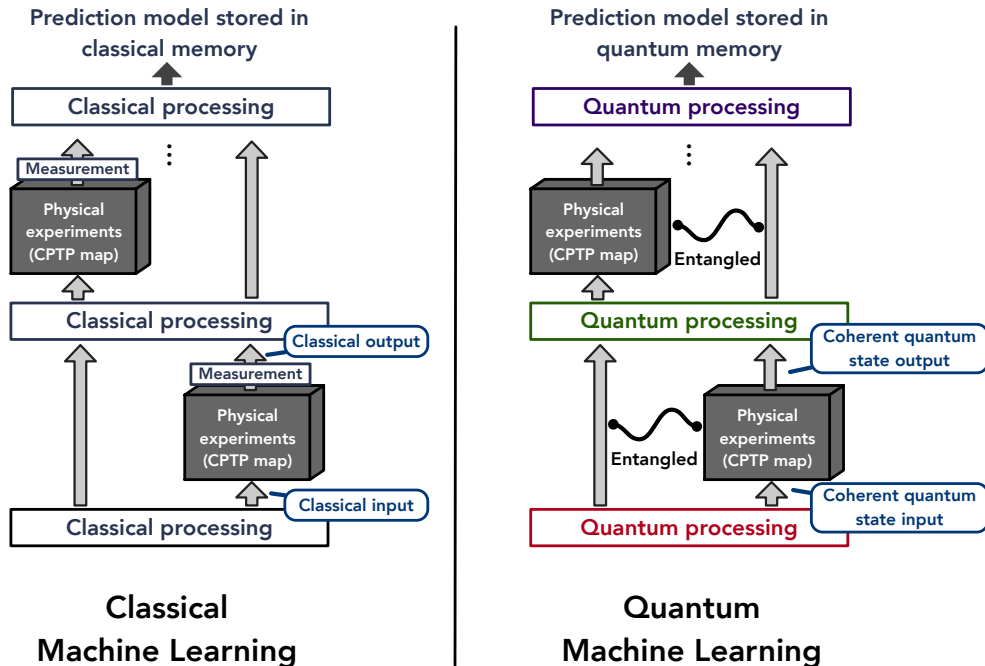 Prediction model stored in
classical memory
Classical processing
Measurement
Physical
experiments
(CPTP map)
Classical processing
Classical output
Measurement
Physical
experiments
(CPTP map)
Classical input
Classical processing
Classical
Machine Learning
Prediction model stored in
quantum memory
Quantum processing
Physical
experiments
(CPTP map)
Entangled
Quantum processing
Coherent quantum
state output
Physical
experiments
(CPTP map)
Entangled
Coherent quantum
state input
Quantum processing
Quantum
Machine Learning